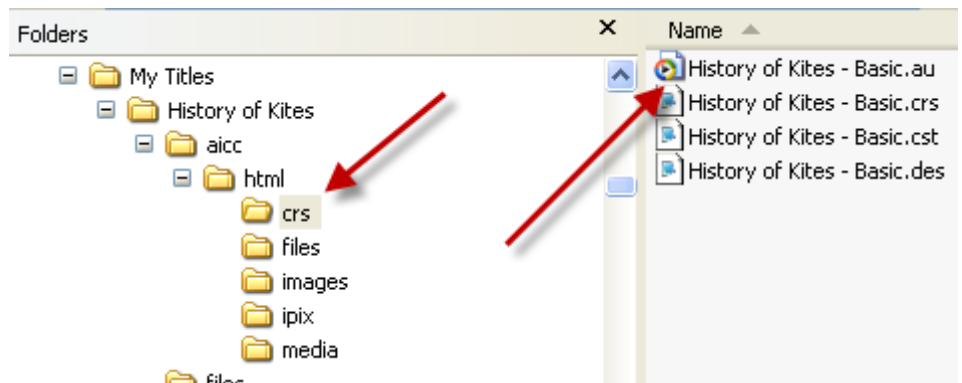 Folders
My Titles
History of Kites
aicc
html
crs
files
images
ipix
media
files
Name
History of Kites - Basic.au
History of Kites - Basic.crs
History of Kites - Basic.cst
History of Kites - Basic.des